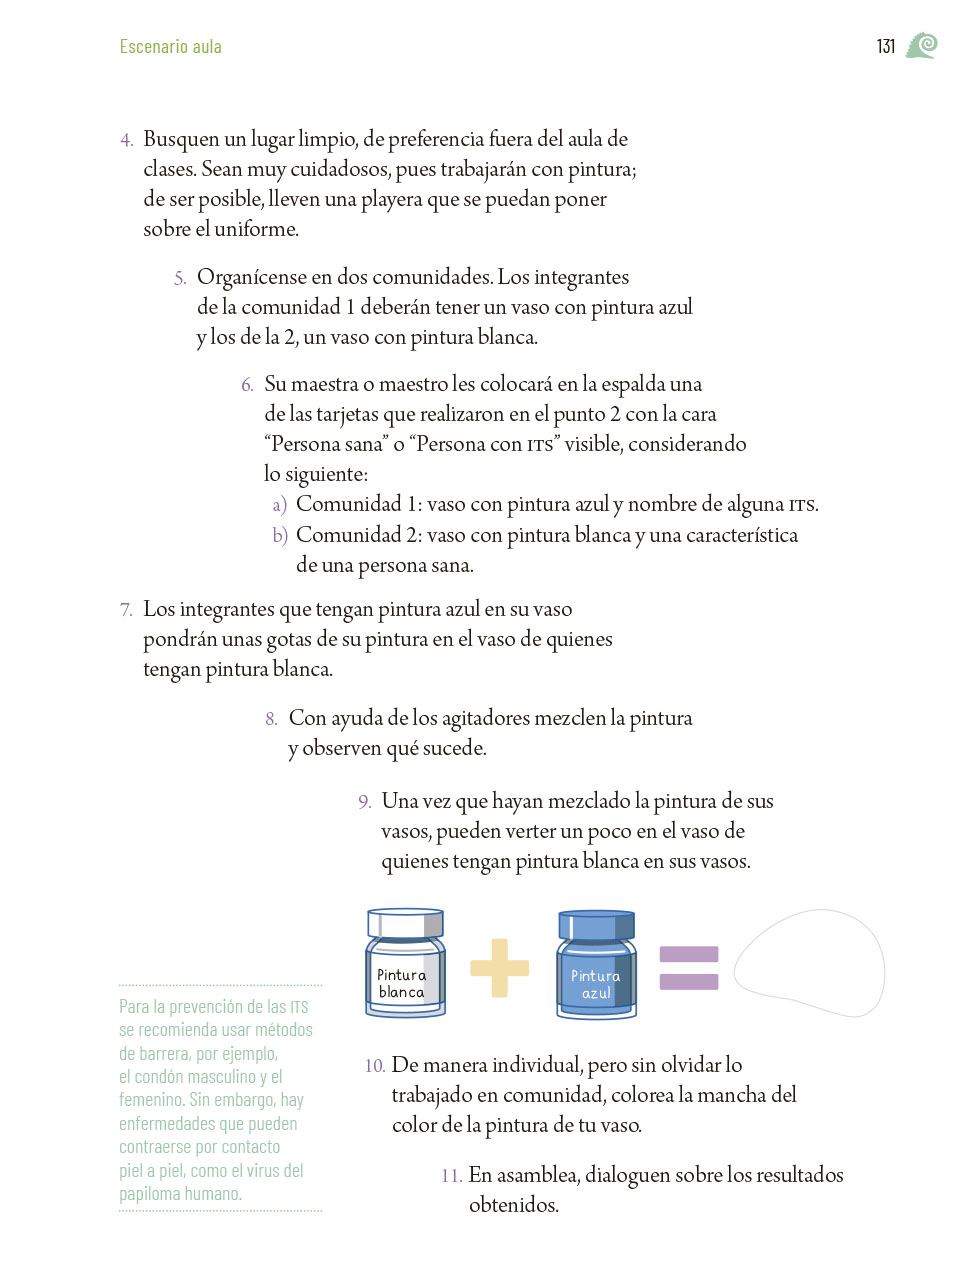 Escenario aula
131
4. Busquen un lugar limpio, de preferencia fuera del aula de
clases. Sean muy cuidadosos, pues trabajarán con pintura;
de ser posible, lleven una playera que se puedan poner
sobre el uniforme.
5. Organícense en dos comunidades. Los integrantes
de la comunidad 1 deberán tener un vaso con pintura azul
y los de la 2, un vaso con pintura blanca.
6. Su maestra o maestro les colocará en la espalda una
de las tarjetas que realizaron en el punto 2 con la cara
“Persona sana” o “Persona con ITS” visible, considerando
lo siguiente:
a) Comunidad 1: vaso con pintura azul y nombre de alguna ITS.
b) Comunidad 2: vaso con pintura blanca y una característica
de una persona sana.
7. Los integrantes que tengan pintura azul en su vaso
pondrán unas gotas de su pintura en el vaso de quienes
tengan pintura blanca.
8. Con ayuda de los agitadores mezclen la pintura
y observen qué sucede.
9. Una vez que hayan mezclado la pintura de sus
vasos, pueden verter un poco en el vaso de
quienes tengan pintura blanca en sus vasos.
Pintura
blanca
Pintura
azul
Para la prevención de las ITS
se recomienda usar métodos
de barrera, por ejemplo,
el condón masculino y el
femenino. Sin embargo, hay
enfermedades que pueden
contraerse por contacto
piel a piel, como el virus del
papiloma humano.
10. De manera individual, pero sin olvidar lo
trabajado en comunidad, colorea la mancha del
color de la pintura de tu vaso.
11. En asamblea, dialoguen sobre los resultados
obtenidos.